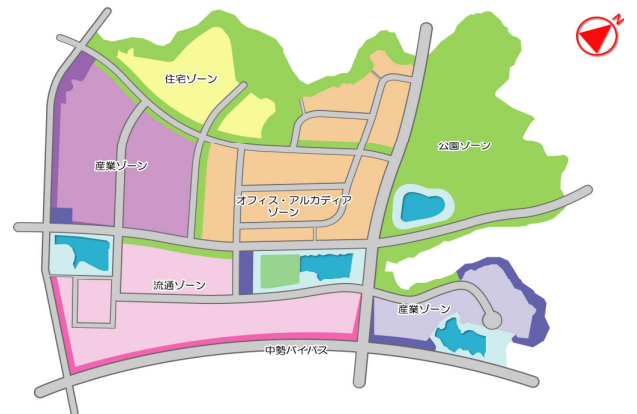 N
住宅ゾーン
産業ゾーン
公園ゾーン
オフィス・アルカディア
ゾーン
流通ゾーン
産業ゾーン
中勢バイパス